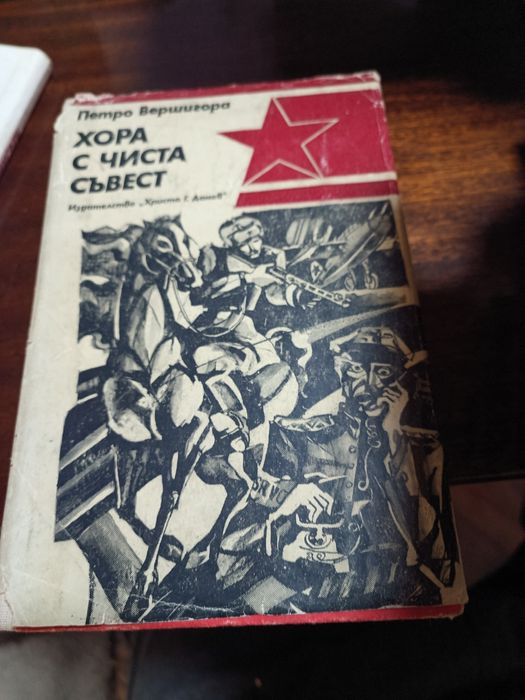 Петро Вершигора
ХОРА
С ЧИСТА
СЪВЕСТ
Издателство „Христо Г. Данов"